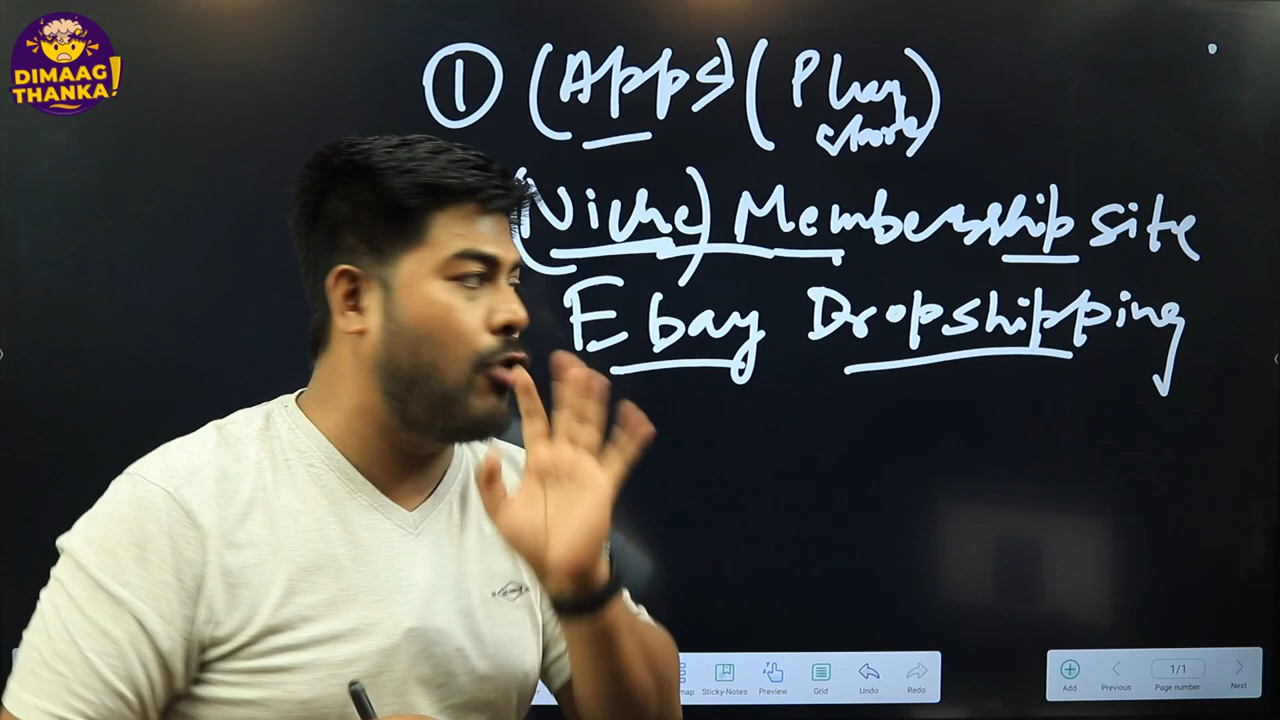 DIMAAG
THANKA!
① (Apps) (Play
store)
(Niche) Membership site
Ebay Dropshipping
Sticky-Notes
Preview
Grid
Undo
Redo
Add
Previous
1/1
Page number
Next